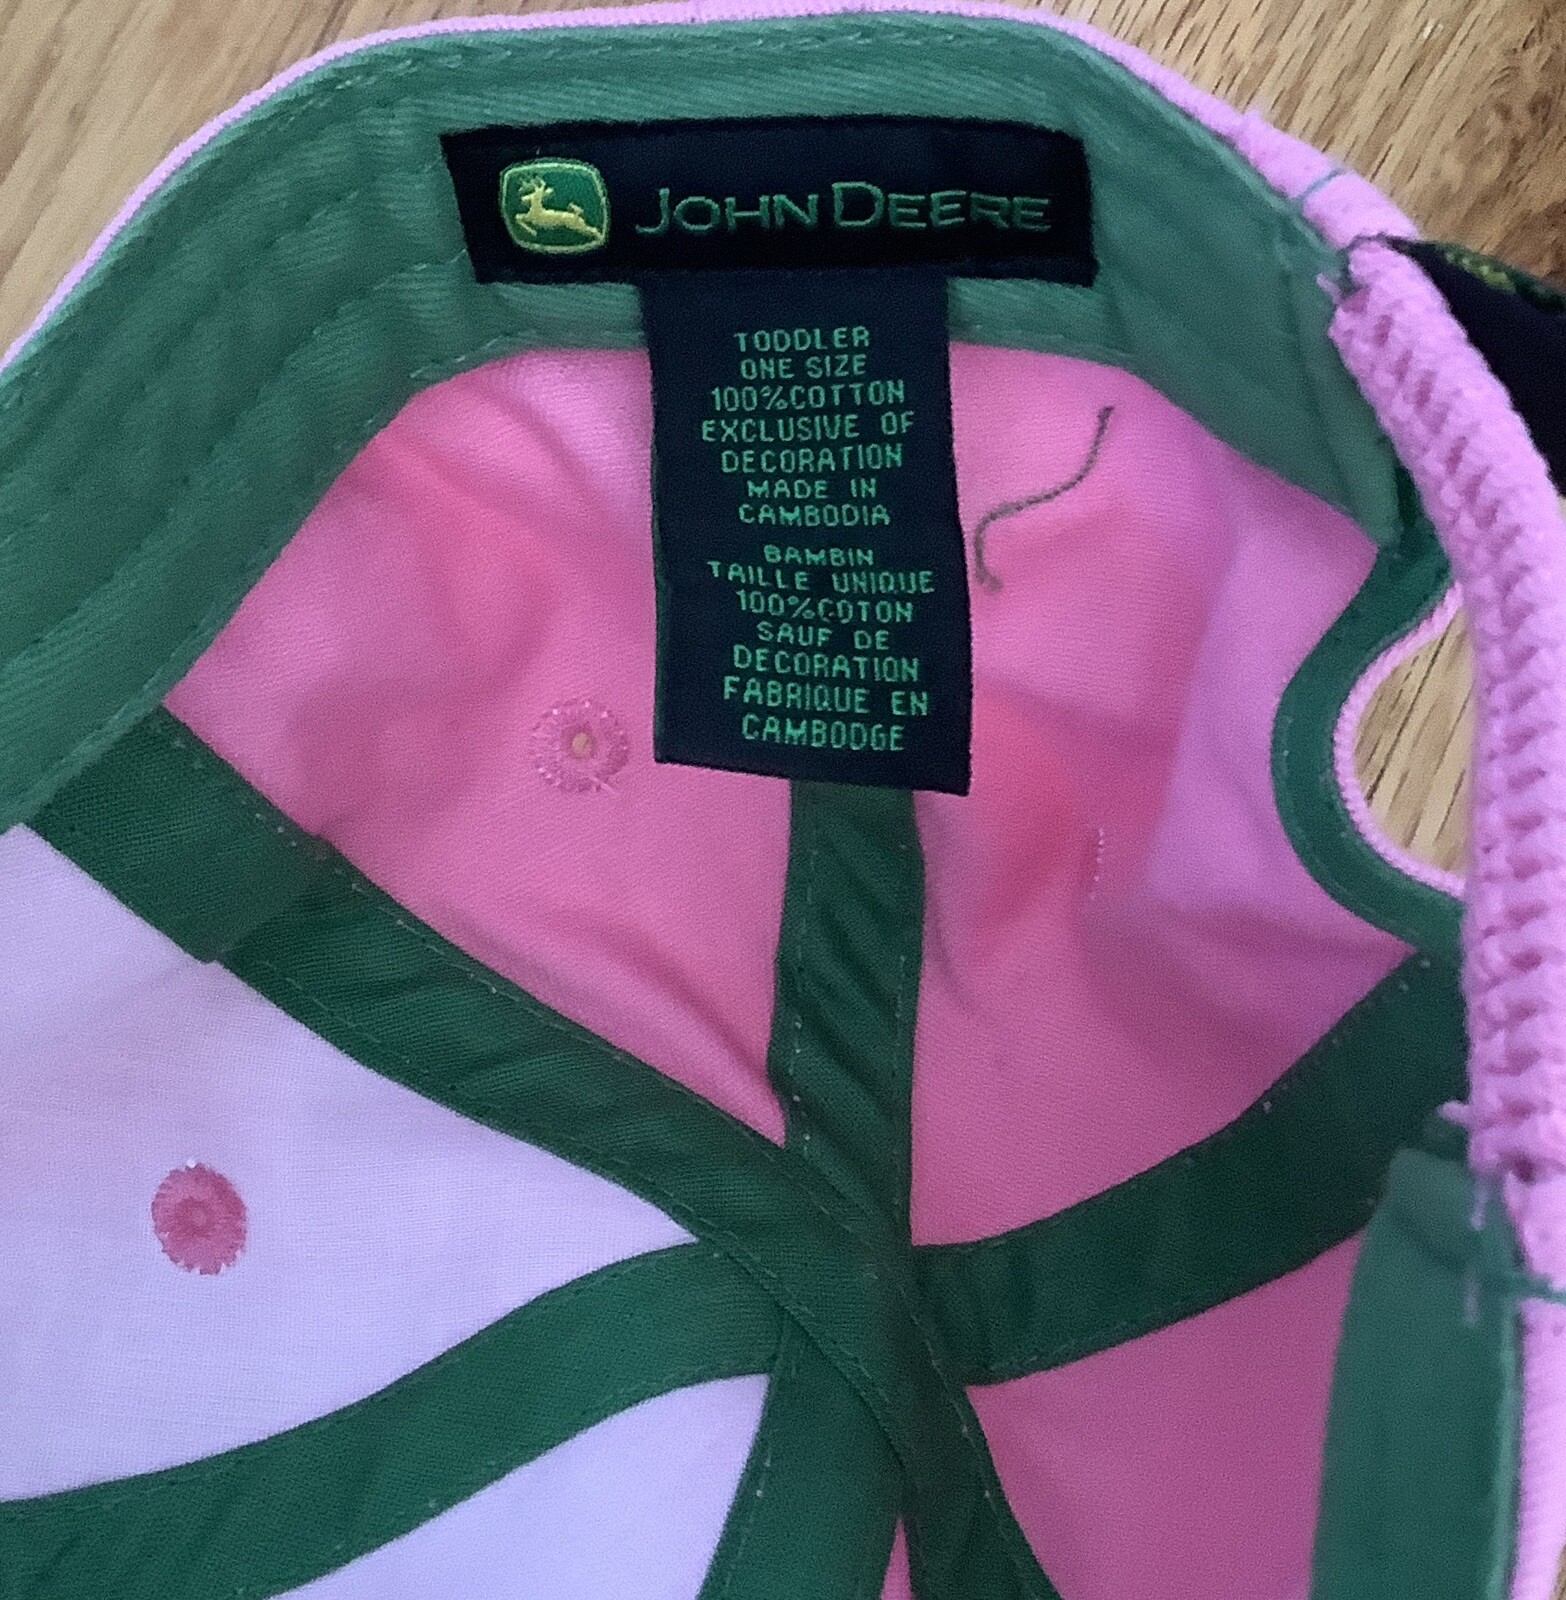 JOHN DEERE
TODDLER
ONE SIZE
100%COTTON
EXCLUSIVE OF
DECORATION
MADE IN
CAMBODIA
BAMBIN
TAILLE UNIQUE
100%COTON
SAUF DE
DECORATION
FABRIQUE EN
CAMBODGE